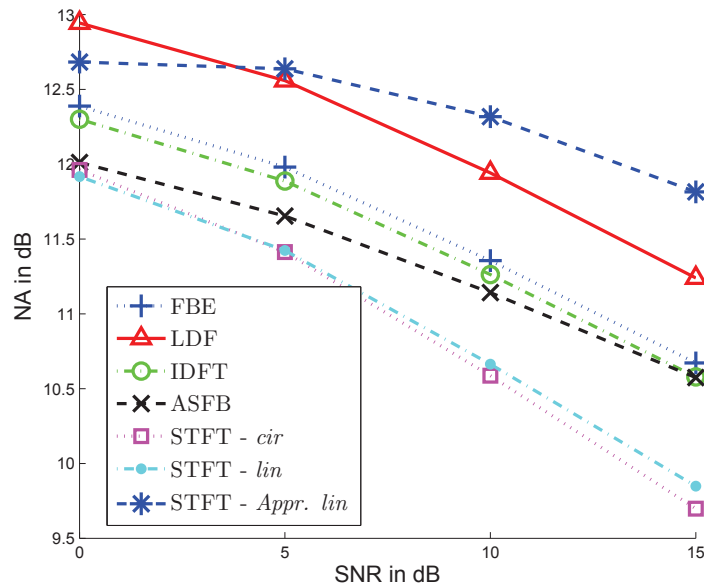 13
12.5
12
11.5
11
10.5
10
9.5
NA in dB
FBE
LDF
IDFT
ASFB
STFT - cir
STFT - lin
STFT - Appr. lin
0
5
10
15
SNR in dB